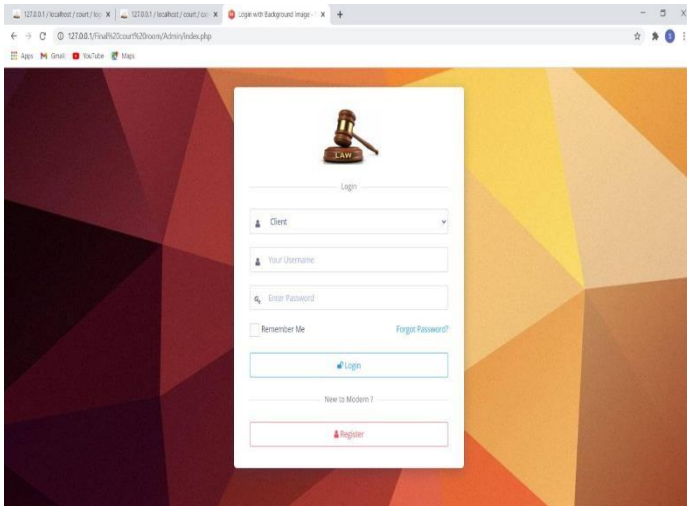 127.0.0.1 / localhost / court / log
127.0.0.1 / localhost / court / cas
Login with Background Image -
127.0.0.1/Final%20court%20room/Admin/index.php
Apps
Gmail
YouTube
Maps
LAW
Login
Client
Your Username
Enter Password
Remember Me
Forgot Password?
Login
New to Modern ?
Register